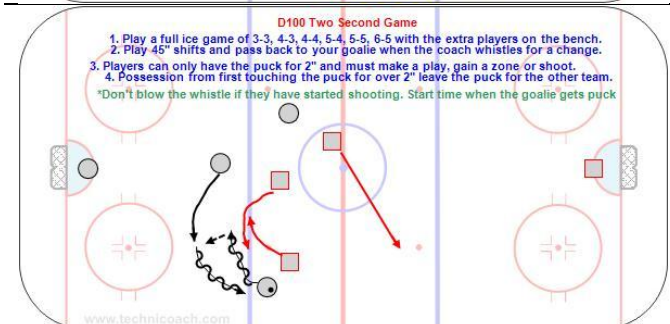 D100 Two Second Game
1. Play a full ice game of 3-3, 4-3, 4-4, 5-4, 5-5, 6-5 with the extra players on the bench.
2. Play 45" shifts and pass back to your goalie when the coach whistles for a change.
3. Players can only have the puck for 2" and must make a play, gain a zone or shoot.
4. Possession from first touching the puck for over 2" leave the puck for the other team.
*Don't blow the whistle if they have started shooting. Start time when the goalie gets puck
www.technicoach.com